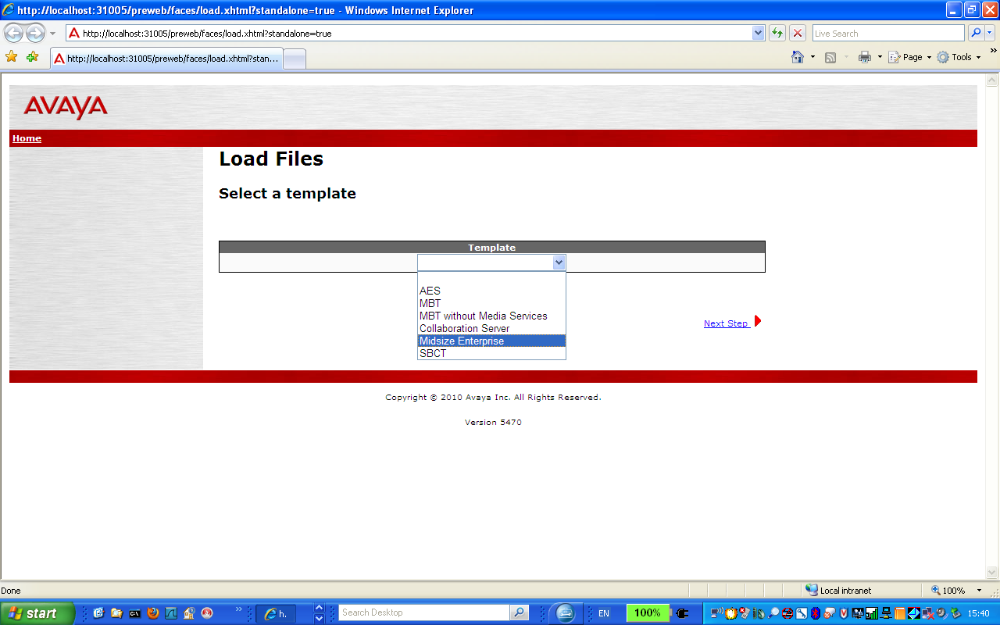 http://localhost:31005/preweb/faces/load.xhtml?standalone=true - Windows Internet Explorer
http://localhost:31005/preweb/faces/load.xhtml?standalone=true
Live Search
http://localhost:31005/preweb/faces/load.xhtml?stan...
Page
Tools
AVAYA
Home
Load Files
Select a template
Template
AES
MBT
MBT without Media Services
Collaboration Server
Midsize Enterprise
SBCT
Next Step
Copyright © 2010 Avaya Inc. All Rights Reserved.
Version 5470
Done
Local intranet
100%
start
h.
Search Desktop
EN
100%
15:40